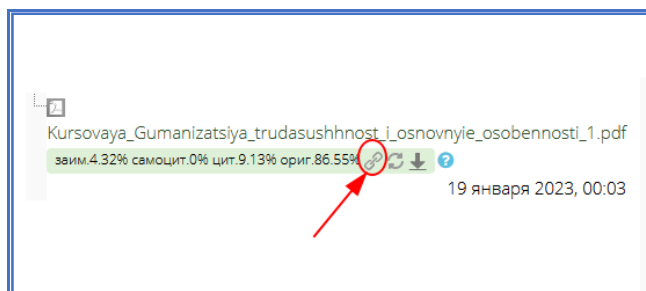 Kursovaya_Gumanizatsiya_trudasushhnost_i_osnovnyie_osobennosti_1.pdf
заим.4.32% самоцит.0% цит.9.13% ориг.86.55%
19 января 2023, 00:03